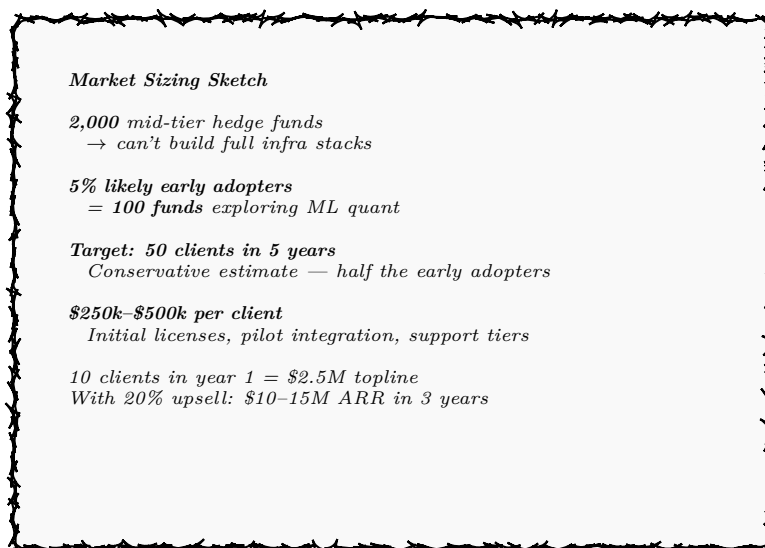 Market Sizing Sketch
2,000 mid-tier hedge funds
→ can't build full infra stacks
5% likely early adopters
= 100 funds exploring ML quant
Target: 50 clients in 5 years
Conservative estimate — half the early adopters
$250k–$500k per client
Initial licenses, pilot integration, support tiers
10 clients in year 1 = $2.5M topline
With 20% upsell: $10–15M ARR in 3 years